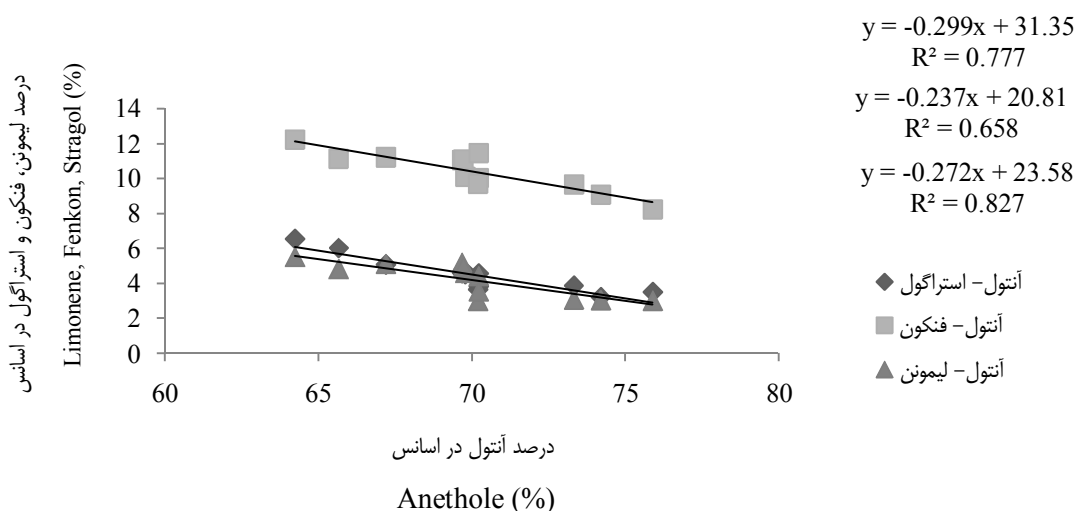 y = -0.299x + 31.35
R² = 0.777
y = -0.237x + 20.81
R² = 0.658
y = -0.272x + 23.58
R² = 0.827
درصد لیمونن، فنکون و استراگول در اسانس
Limonene, Fenkon, Stragol (%)
14
12
10
8
6
4
2
0
60 65 70 75 80
درصد آنتول در اسانس
Anethole (%)
آنتول- استراگول
آنتول- فنکون
آنتول- لیمونن